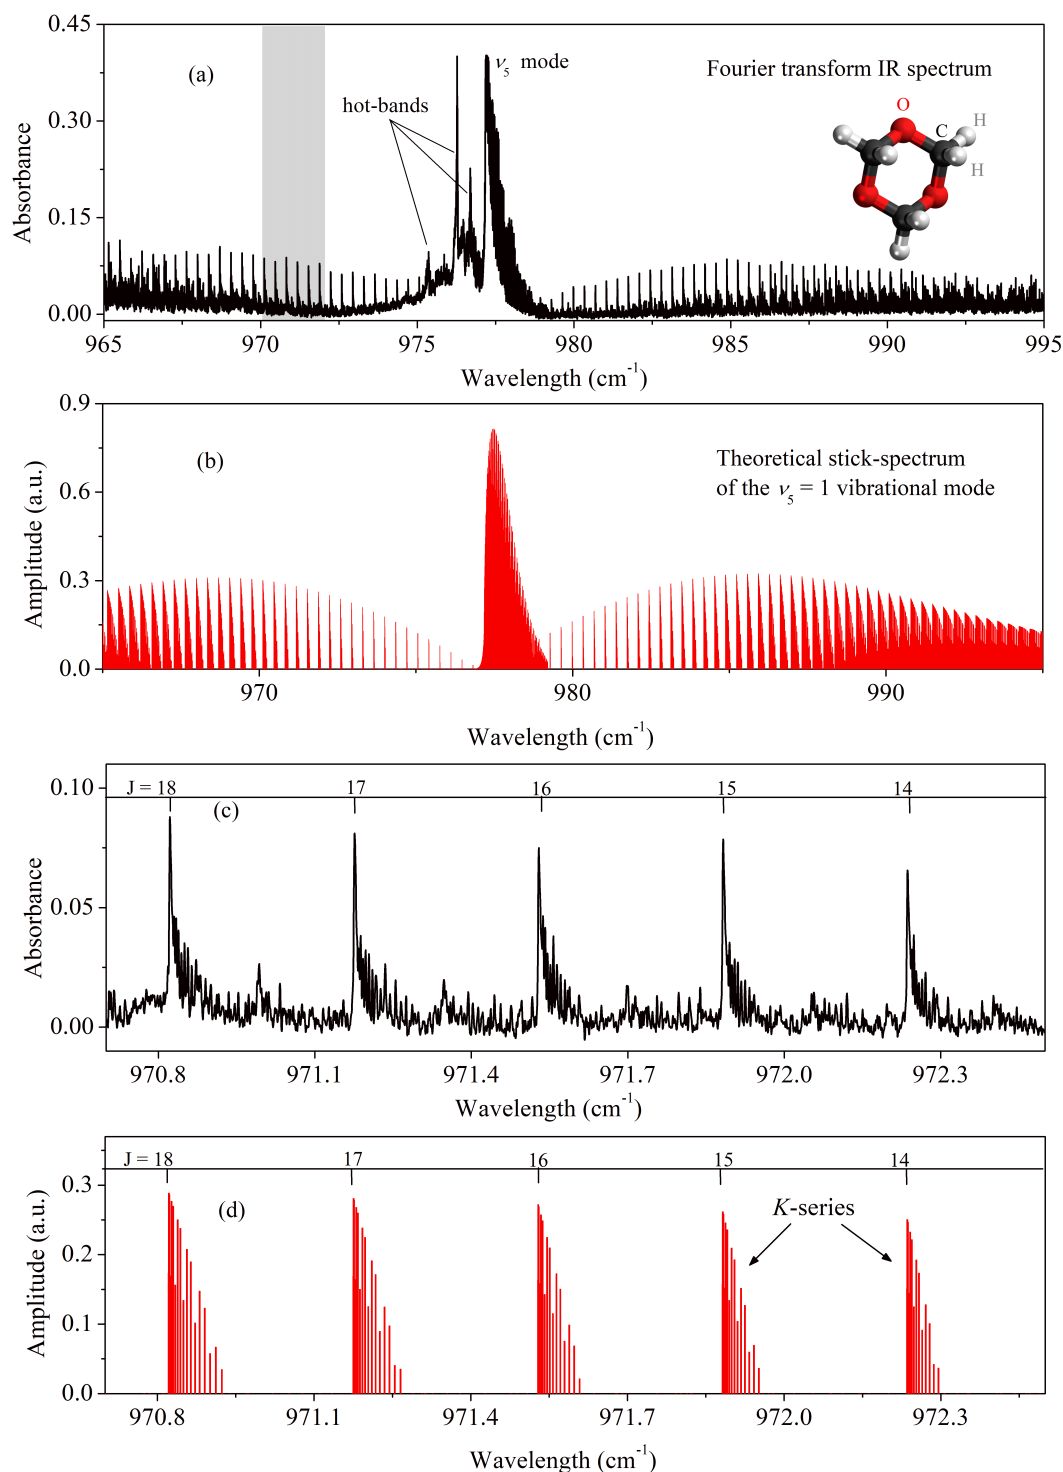 0.45
0.30
0.15
0.00
Absorbance
(a)
hot-bands
ν5 mode
Fourier transform IR spectrum
O
C
H
H
965
970
975
980
985
990
995
Wavelength (cm-1)
0.9
0.6
0.3
0.0
Amplitude (a.u.)
(b)
Theoretical stick-spectrum
of the ν5 = 1 vibrational mode
970
980
990
Wavelength (cm-1)
0.10
0.05
0.00
Absorbance
J = 18
17
16
15
14
(c)
970.8
971.1
971.4
971.7
972.0
972.3
Wavelength (cm-1)
0.3
0.2
0.1
0.0
Amplitude (a.u.)
J = 18
17
16
15
14
(d)
K-series
970.8
971.1
971.4
971.7
972.0
972.3
Wavelength (cm-1)